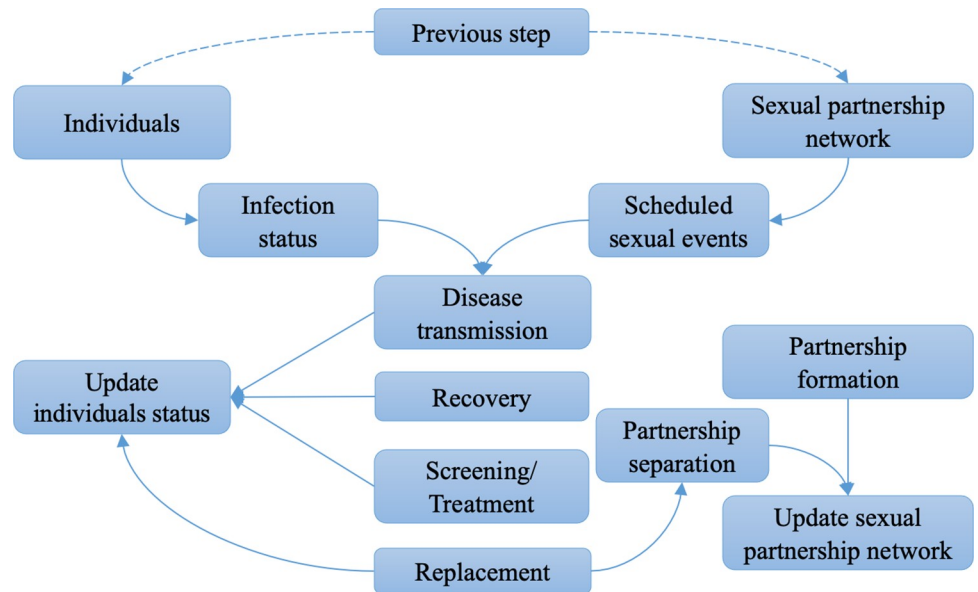 Previous step
Individuals
Sexual partnership
network
Infection
status
Scheduled
sexual events
Disease
transmission
Update
individuals status
Recovery
Partnership
formation
Partnership
separation
Screening/
Treatment
Update sexual
partnership network
Replacement